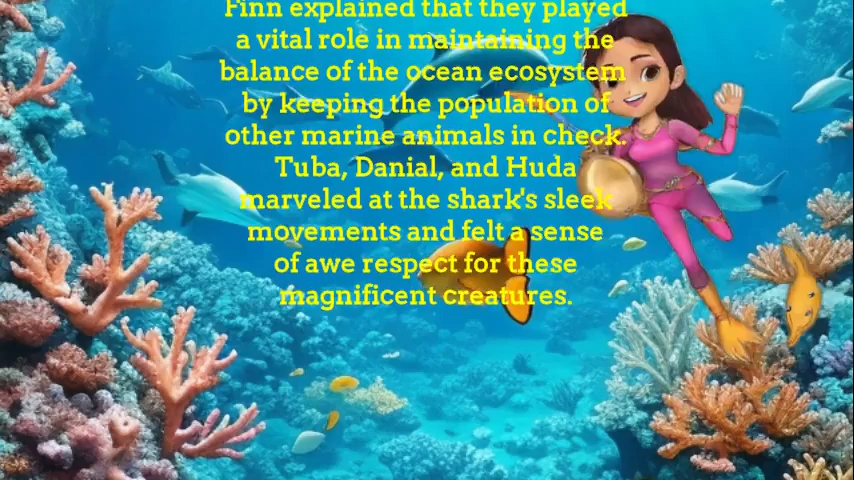 Finn explained that they played
a vital role in maintaining the
balance of the ocean ecosystem
by keeping the population of
other marine animals in check.
Tuba, Danial, and Huda
marveled at the shark's sleek
movements and felt a sense
of awe respect for these
magnificent creatures.